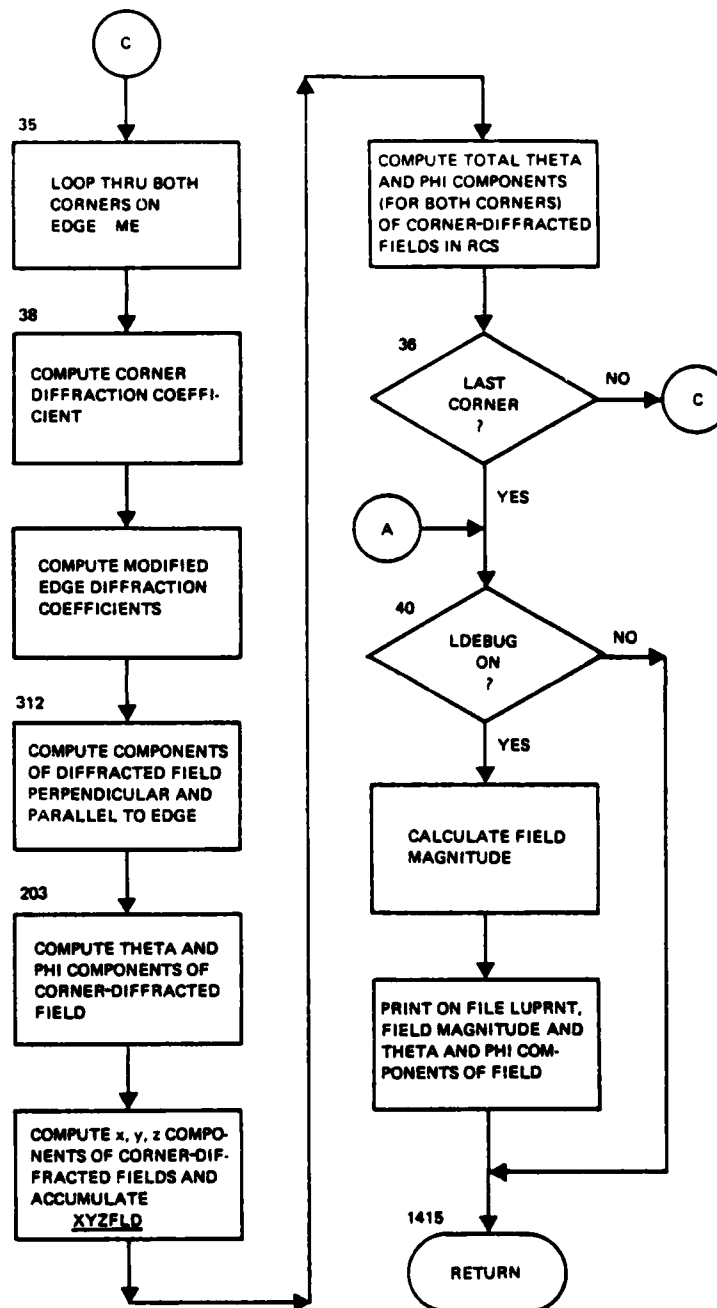 C
35
LOOP THRU BOTH
CORNERS ON
EDGE ME
38
COMPUTE CORNER
DIFFRACTION COEFFI-
CIENT
COMPUTE MODIFIED
EDGE DIFFRACTION
COEFFICIENTS
312
COMPUTE COMPONENTS
OF DIFFRACTED FIELD
PERPENDICULAR AND
PARALLEL TO EDGE
203
COMPUTE THETA AND
PHI COMPONENTS OF
CORNER-DIFFRACTED
FIELD
COMPUTE x, y, z COMPO-
NENTS OF CORNER-DIF-
FRACTED FIELDS AND
ACCUMULATE
XYZFLD
COMPUTE TOTAL THETA
AND PHI COMPONENTS
(FOR BOTH CORNERS)
OF CORNER-DIFFRACTED
FIELDS IN RCS
36
LAST
CORNER
?
NO
C
YES
A
40
LDEBUG
ON
?
NO
YES
CALCULATE FIELD
MAGNITUDE
PRINT ON FILE LUPRNT,
FIELD MAGNITUDE AND
THETA AND PHI COM-
PONENTS OF FIELD
1415
RETURN